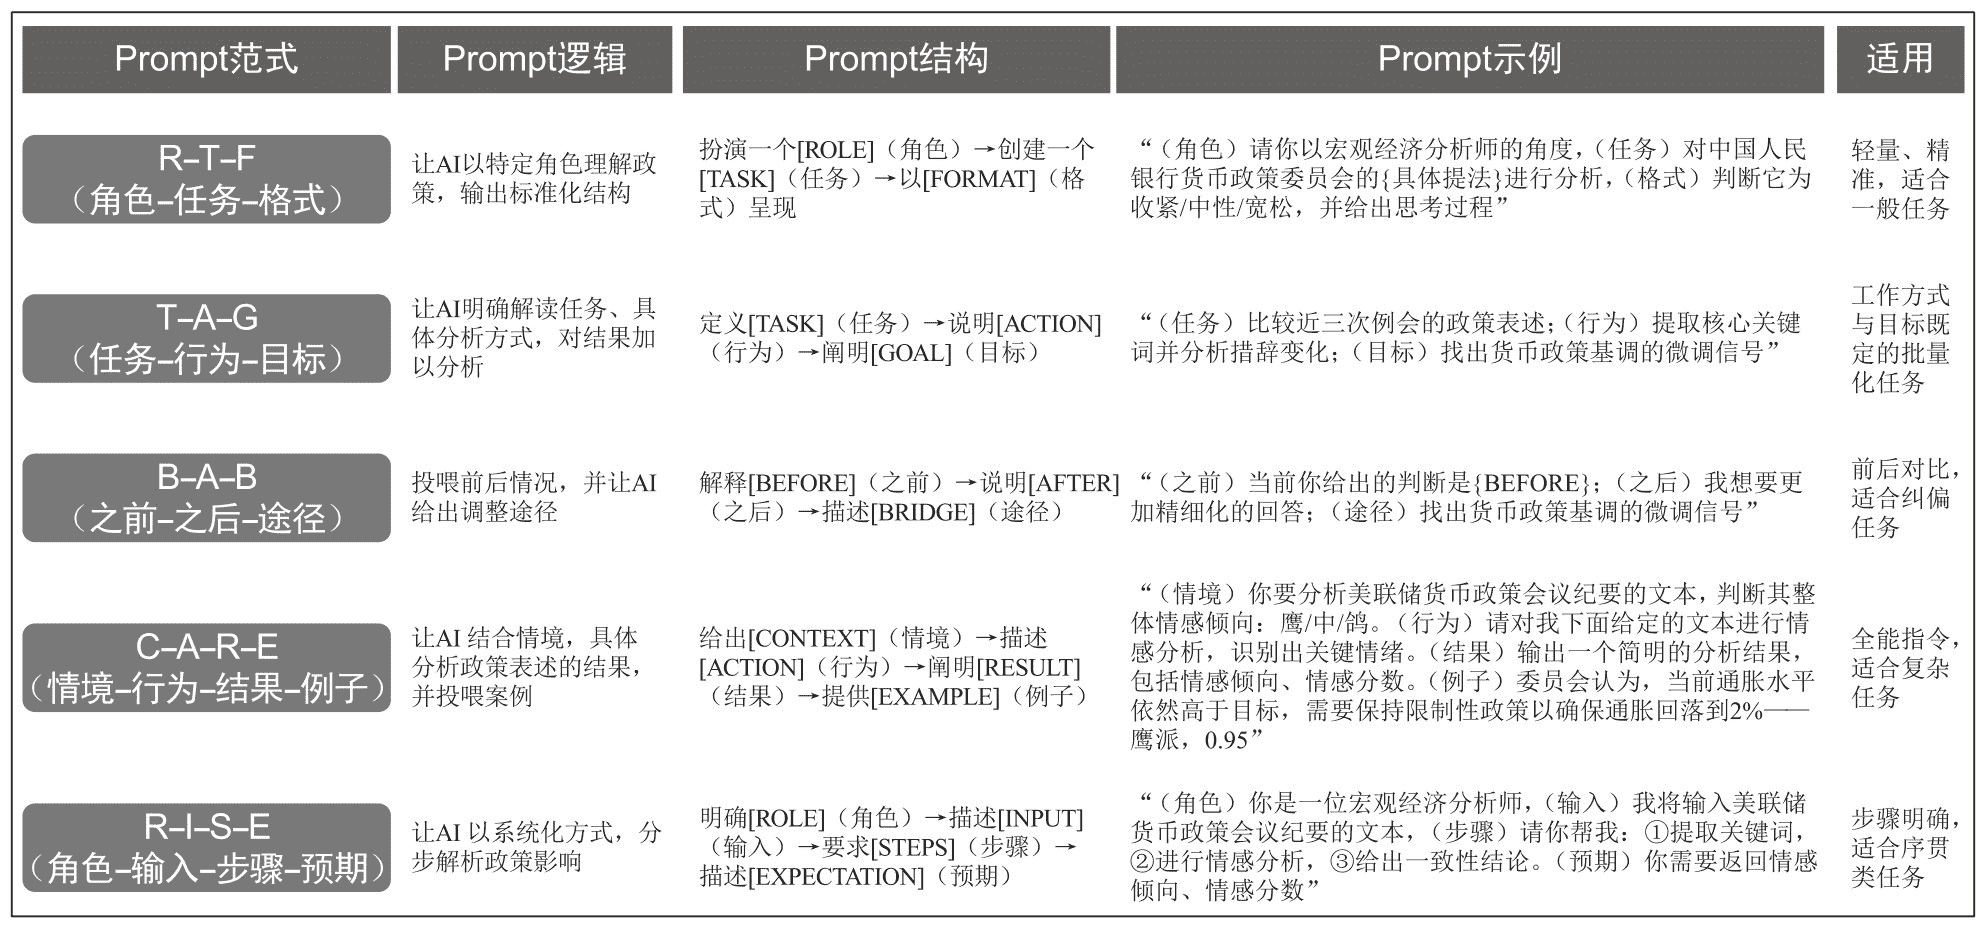 Prompt范式
Prompt逻辑
Prompt结构
Prompt示例
适用
R–T–F
（角色–任务–格式）
让AI以特定角色理解政
策，输出标准化结构
扮演一个[ROLE]（角色）→创建一个
[TASK]（任务）→以[FORMAT]（格
式）呈现
“（角色）请你以宏观经济分析师的角度，（任务）对中国人民
银行货币政策委员会的{具体提法}进行分析，（格式）判断它为
收紧/中性/宽松，并给出思考过程”
轻量、精
准，适合
一般任务
T–A–G
（任务–行为–目标）
让AI明确解读任务、具
体分析方式，对结果加
以分析
定义[TASK]（任务）→说明[ACTION]
（行为）→阐明[GOAL]（目标）
“（任务）比较近三次例会的政策表述；（行为）提取核心关键
词并分析措辞变化；（目标）找出货币政策基调的微调信号”
工作方式
与目标既
定的批量
化任务
B–A–B
（之前–之后–途径）
投喂前后情况，并让AI
给出调整途径
解释[BEFORE]（之前）→说明[AFTER]
（之后）→描述[BRIDGE]（途径）
“（之前）当前你给出的判断是{BEFORE}；（之后）我想要更
加精细化的回答；（途径）找出货币政策基调的微调信号”
前后对比，
适合纠偏
任务
C–A–R–E
（情境–行为–结果–例子）
让AI 结合情境，具体
分析政策表述的结果，
并投喂案例
给出[CONTEXT]（情境）→描述
[ACTION]（行为）→阐明[RESULT]
（结果）→提供[EXAMPLE]（例子）
“（情境）你要分析美联储货币政策会议纪要的文本，判断其整
体情感倾向：鹰/中/鸽。（行为）请对我下面给定的文本进行情
感分析，识别出关键情绪。（结果）输出一个简明的分析结果，
包括情感倾向、情感分数。（例子）委员会认为，当前通胀水平
依然高于目标，需要保持限制性政策以确保通胀回落到2%——
鹰派，0.95”
全能指令，
适合复杂
任务
R–I–S–E
（角色–输入–步骤–预期）
让AI 以系统化方式，分
步解析政策影响
明确[ROLE]（角色）→描述[INPUT]
（输入）→要求[STEPS]（步骤）→
描述[EXPECTATION]（预期）
“（角色）你是一位宏观经济分析师，（输入）我将输入美联储
货币政策会议纪要的文本，（步骤）请你帮我：①提取关键词，
②进行情感分析，③给出一致性结论。（预期）你需要返回情感
倾向、情感分数”
步骤明确，
适合序贯
类任务